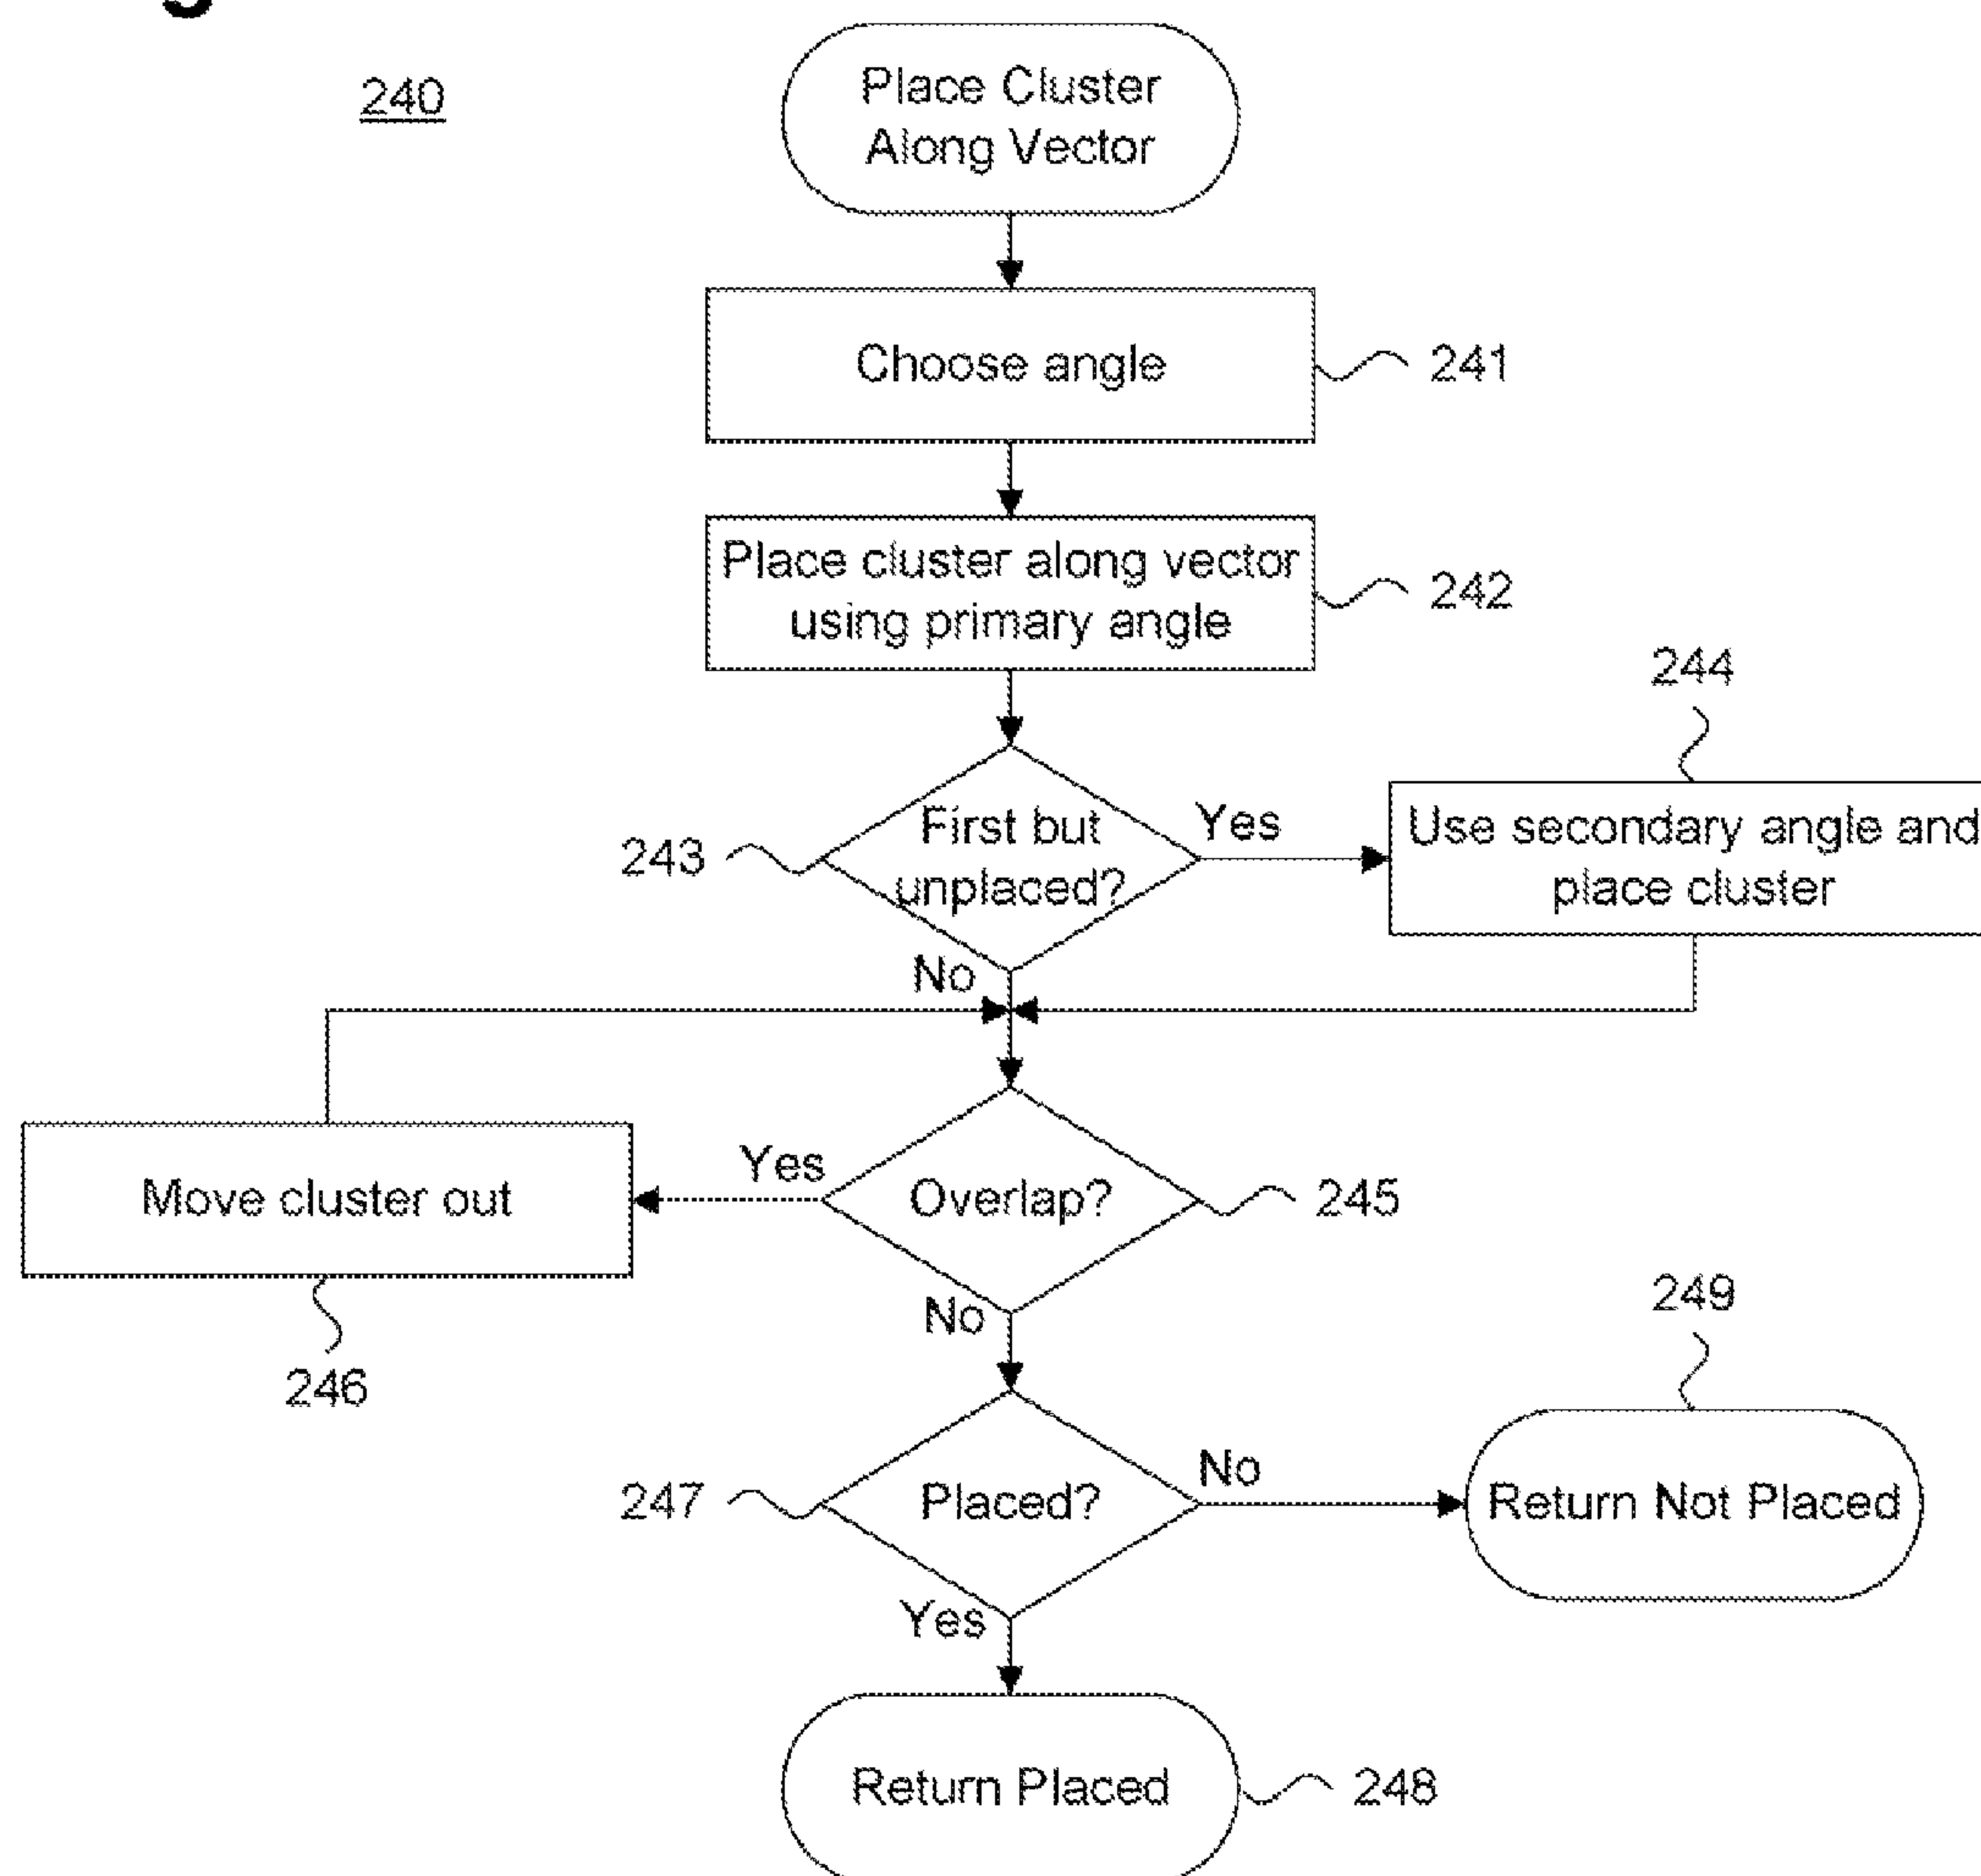 240
Place Cluster
Along Vector
Choose angle
241
Place cluster along vector
using primary angle
242
244
First but
unplaced?
243
Yes
Use secondary angle and
place cluster
No
Move cluster out
Yes
Overlap?
245
246
No
249
247
Placed?
No
Return Not Placed
Yes
Return Placed
248